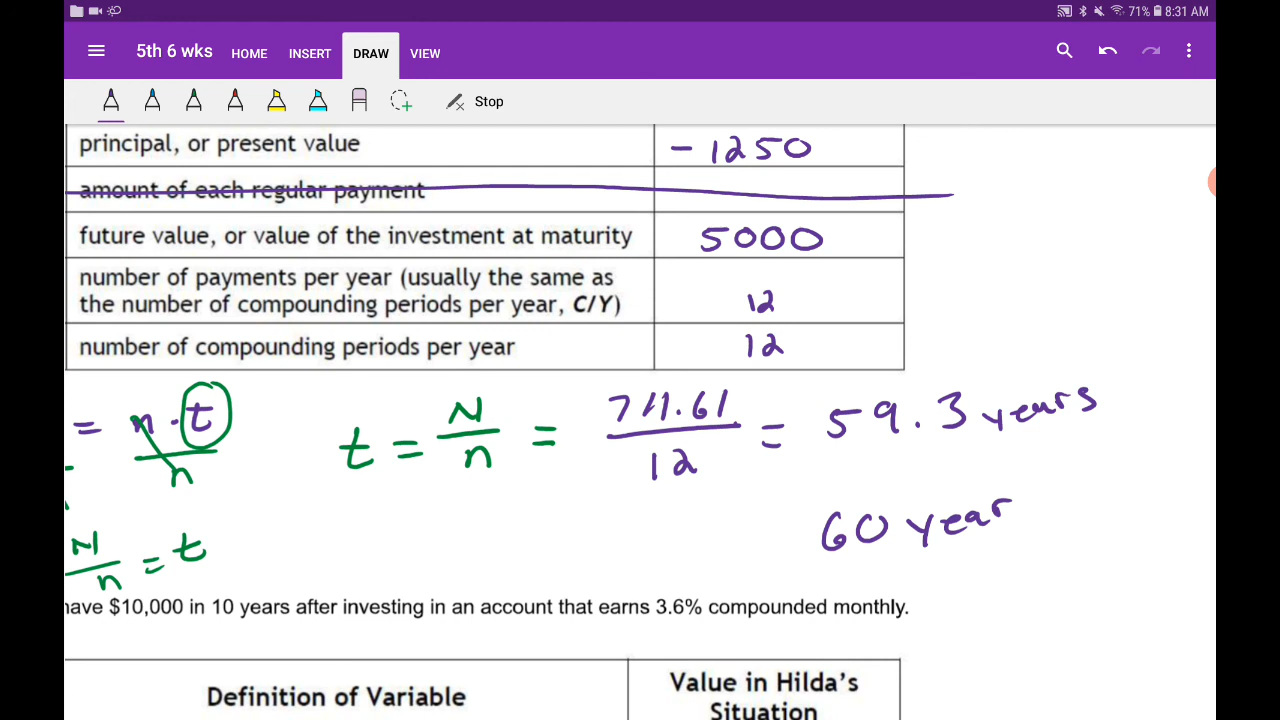 71% 8:31 AM
5th 6 wks HOME INSERT DRAW VIEW
Stop
principal, or present value - 1250
amount of each regular payment
future value, or value of the investment at maturity 5000
number of payments per year (usually the same as
the number of compounding periods per year, C/Y) 12
number of compounding periods per year 12
= n · t / n
t = N / n = 711.61 / 12 = 59.3 years
N / n = t
60 year
have $10,000 in 10 years after investing in an account that earns 3.6% compounded monthly.
Definition of Variable
Value in Hilda's
Situation